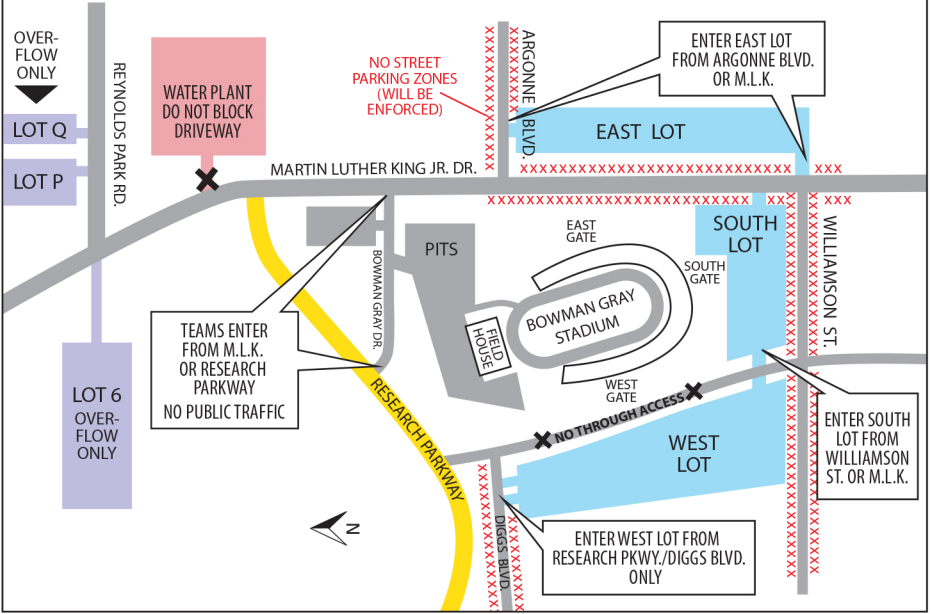 OVER-
FLOW
ONLY
LOT Q
LOT P
REYNOLDS PARK RD.
WATER PLANT
DO NOT BLOCK
DRIVEWAY
NO STREET
PARKING ZONES
(WILL BE
ENFORCED)
ARGONNE BLVD.
ENTER EAST LOT
FROM ARGONNE BLVD.
OR M.L.K.
EAST LOT
MARTIN LUTHER KING JR. DR.
PITS
BOWMAN GRAY DR.
EAST
GATE
SOUTH
GATE
SOUTH
LOT
WILLIAMSON ST.
BOWMAN GRAY
STADIUM
FIELD
HOUSE
WEST
GATE
TEAMS ENTER
FROM M.L.K.
OR RESEARCH
PARKWAY
NO PUBLIC TRAFFIC
LOT 6
OVER-
FLOW
ONLY
RESEARCH PARKWAY
NO THROUGH ACCESS
WEST
LOT
ENTER SOUTH
LOT FROM
WILLIAMSON
ST. OR M.L.K.
N
DIGGS BLVD.
ENTER WEST LOT FROM
RESEARCH PKWY./DIGGS BLVD.
ONLY